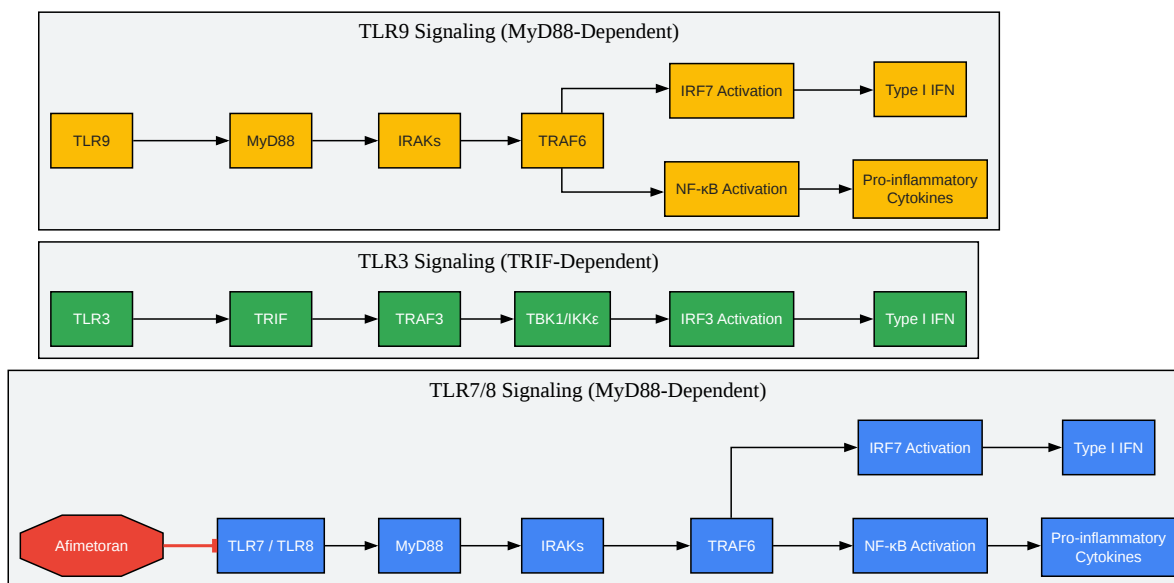 TLR9 Signaling (MyD88-Dependent)
TLR9
MyD88
IRAKs
TRAF6
IRF7 Activation
Type I IFN
NF-κB Activation
Pro-inflammatory
Cytokines
TLR3 Signaling (TRIF-Dependent)
TLR3
TRIF
TRAF3
TBK1/IKKε
IRF3 Activation
Type I IFN
TLR7/8 Signaling (MyD88-Dependent)
Afimetoran
TLR7 / TLR8
MyD88
IRAKs
TRAF6
IRF7 Activation
Type I IFN
NF-κB Activation
Pro-inflammatory
Cytokines